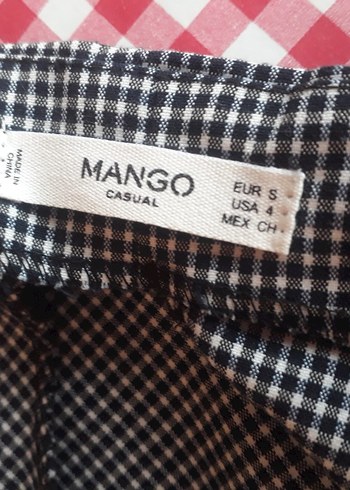 MADE IN
CHINA
MANGO
CASUAL
EUR S
USA 4
MEX CH